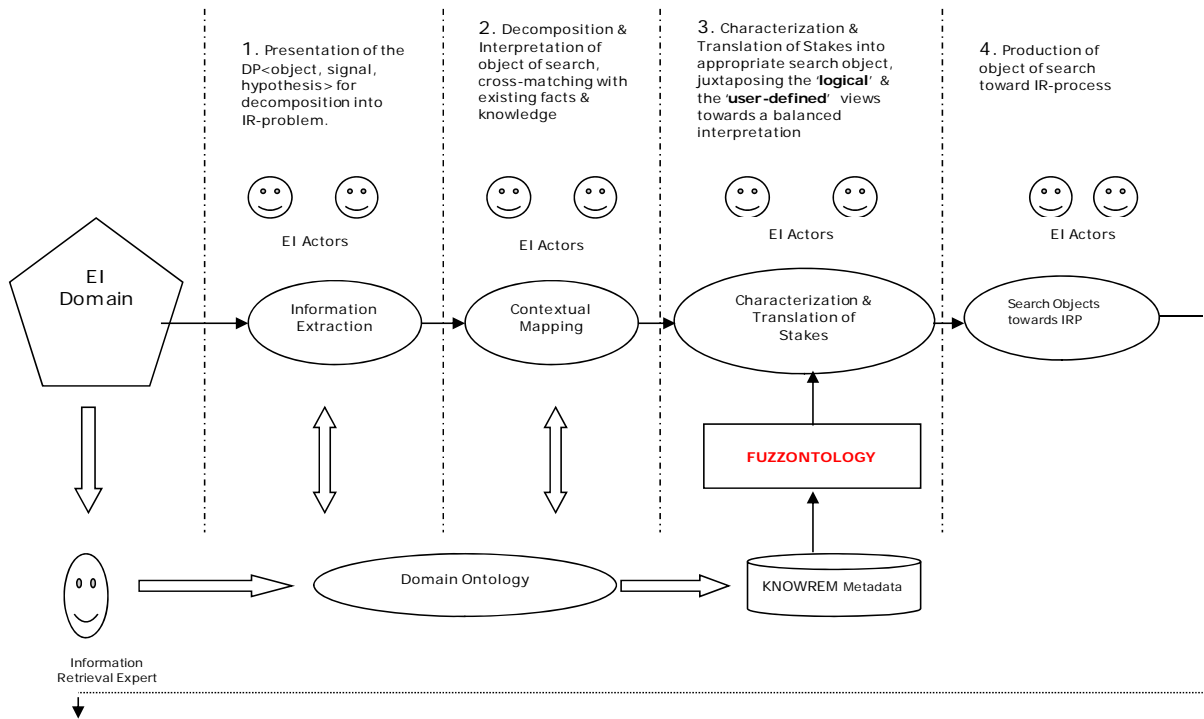 1. Presentation of the
DP<object, signal,
hypothesis> for
decomposition into
IR-problem.
2. Decomposition &
Interpretation of
object of search,
cross-matching with
existing facts &
knowledge
3. Characterization &
Translation of Stakes into
appropriate search object,
juxtaposing the 'logical' &
the 'user-defined' views
towards a balanced
interpretation
4. Production of
object of search
toward IR-process
EI Actors
EI Actors
EI Actors
EI Actors
EI
Domain
Information
Extraction
Contextual
Mapping
Characterization &
Translation of
Stakes
Search Objects
towards IRP
FUZZONTOLOGY
Domain Ontology
KNOWREM Metadata
Information
Retrieval Expert